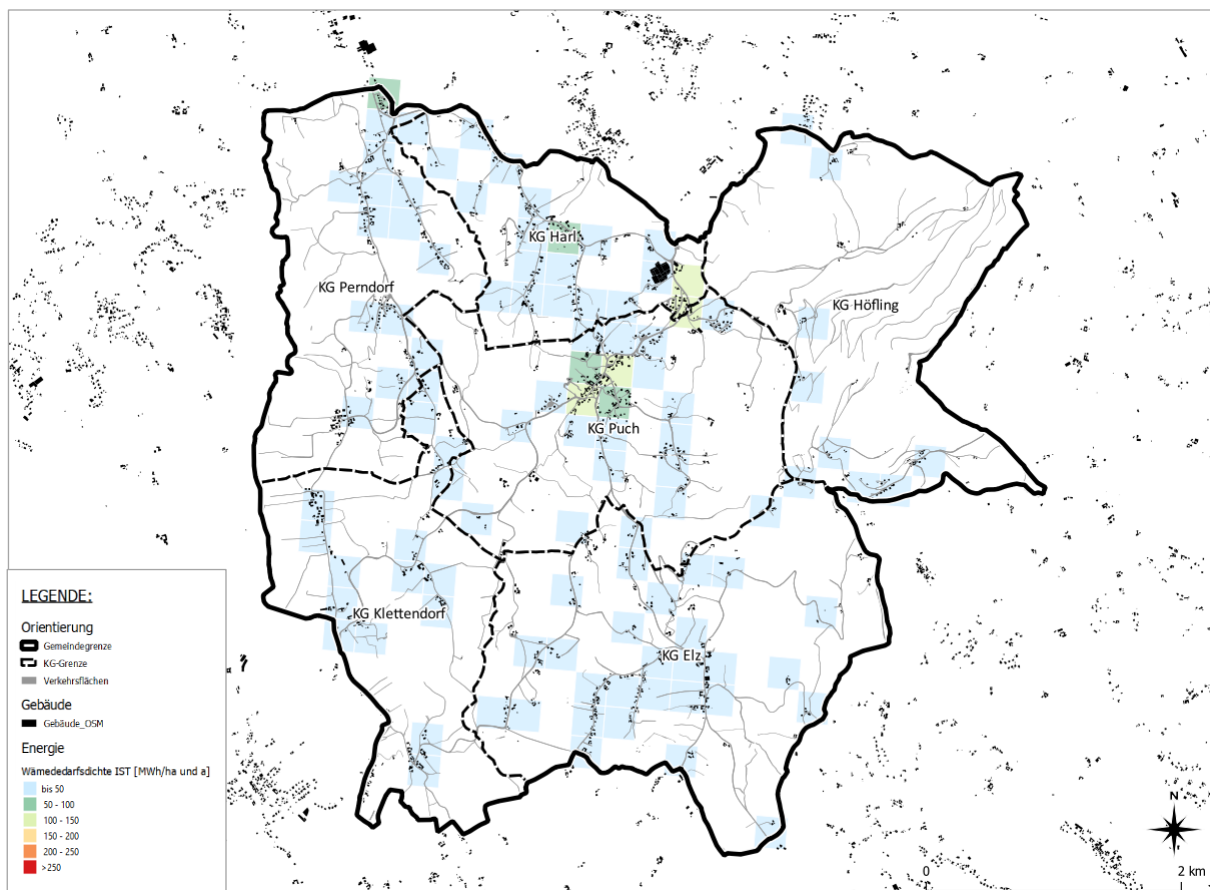 KG Harl
KG Perndorf
KG Höfling
KG Puch
KG Klettendorf
KG Elz
LEGENDE:
Orientierung
Gemeindegrenze
KG-Grenze
Verkehrsflächen
Gebäude
Gebäude_OSM
Energie
Wämededarfsdichte IST [MWh/ha und a]
bis 50
50 - 100
100 - 150
150 - 200
200 - 250
>250
N
0 2 km